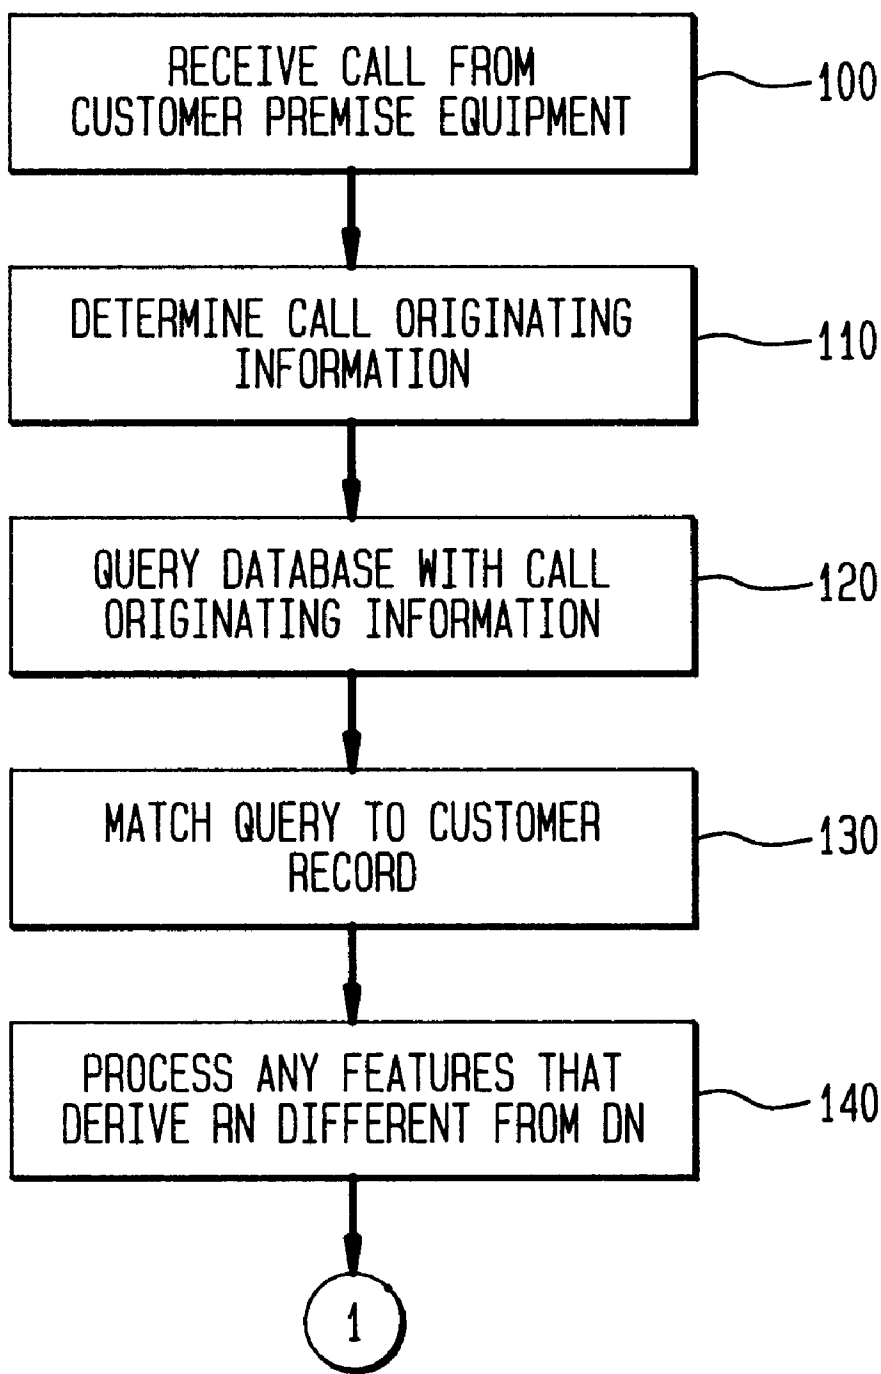 RECEIVE CALL FROM
CUSTOMER PREMISE EQUIPMENT
100
DETERMINE CALL ORIGINATING
INFORMATION
110
QUERY DATABASE WITH CALL
ORIGINATING INFORMATION
120
MATCH QUERY TO CUSTOMER
RECORD
130
PROCESS ANY FEATURES THAT
DERIVE RN DIFFERENT FROM DN
140
1